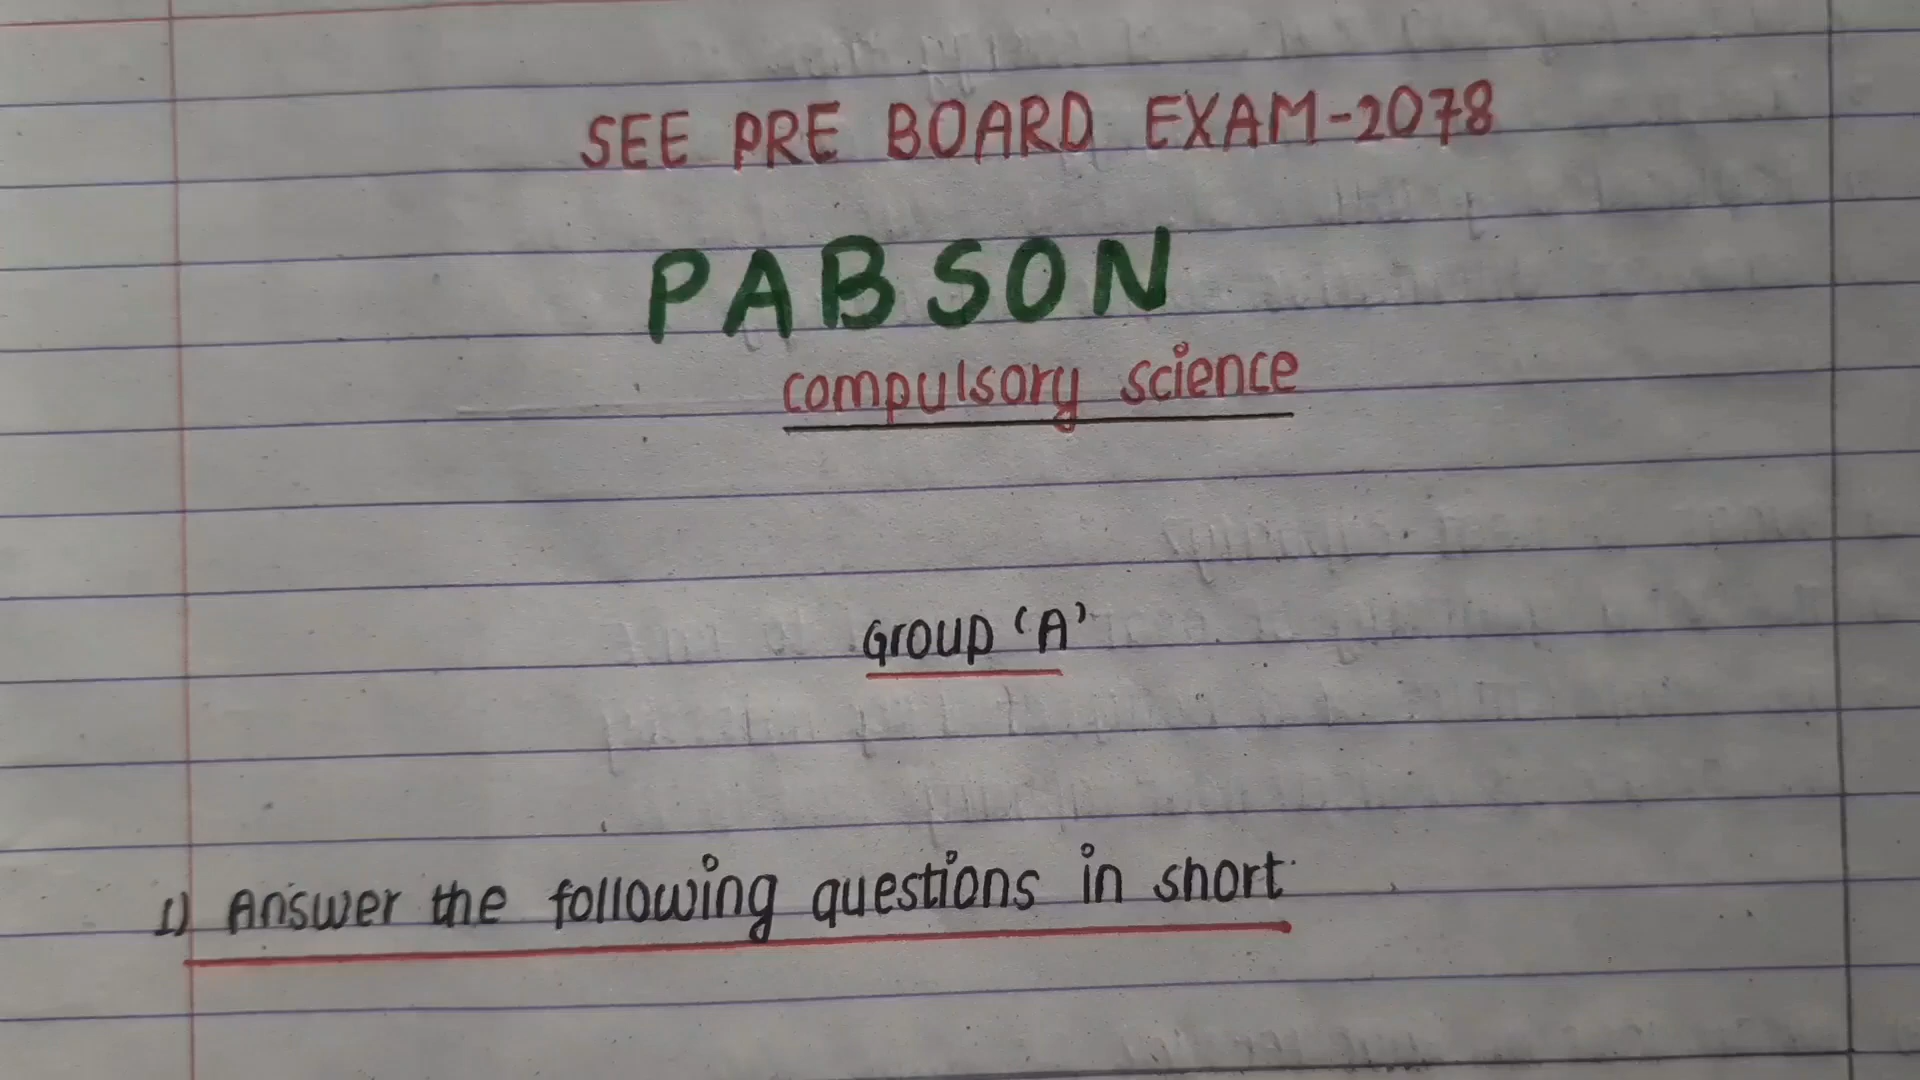 SEE PRE BOARD EXAM-2078
PABSON
compulsory science
Group 'A'
1) Answer the following questions in short.